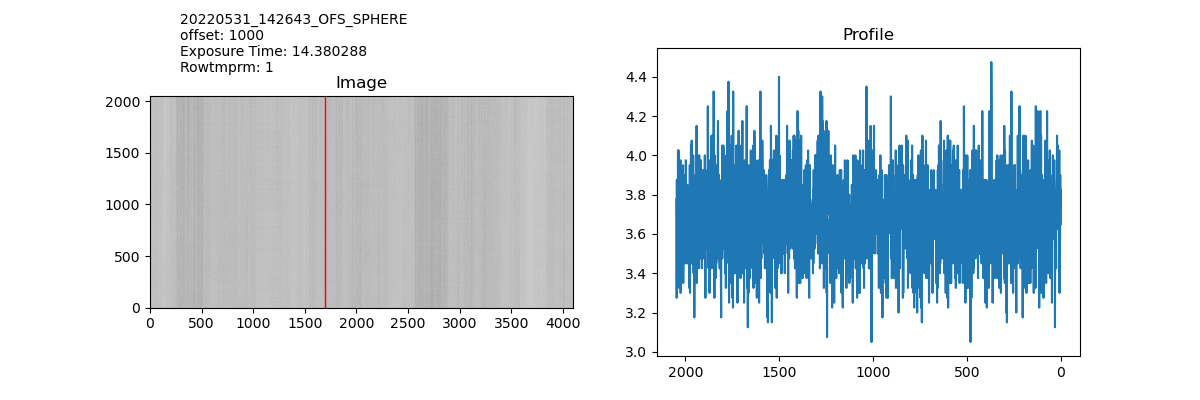 20220531_142643_OFS_SPHERE
offset: 1000
Exposure Time: 14.380288
Rowtmprm: 1
Image
2000
1500
1000
500
0
0 500 1000 1500 2000 2500 3000 3500 4000
Profile
4.4
4.2
4.0
3.8
3.6
3.4
3.2
3.0
2000 1500 1000 500 0